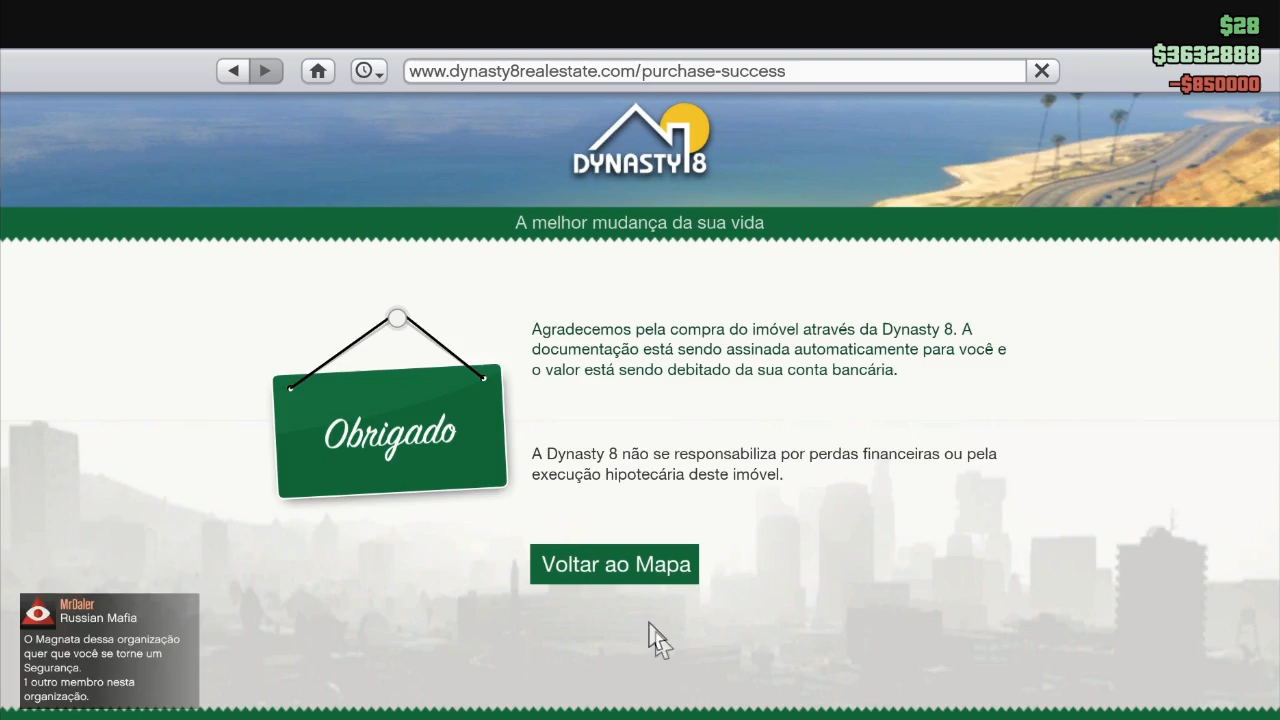 $28
$3632888
-$850000
www.dynasty8realestate.com/purchase-success
DYNASTY 8
A melhor mudança da sua vida
Agradecemos pela compra do imóvel através da Dynasty 8. A
documentação está sendo assinada automaticamente para você e
o valor está sendo debitado da sua conta bancária.
Obrigado
A Dynasty 8 não se responsabiliza por perdas financeiras ou pela
execução hipotecária deste imóvel.
Voltar ao Mapa
MrDaler
Russian Mafia
O Magnata dessa organização
quer que você se torne um
Segurança.
1 outro membro nesta
organização.